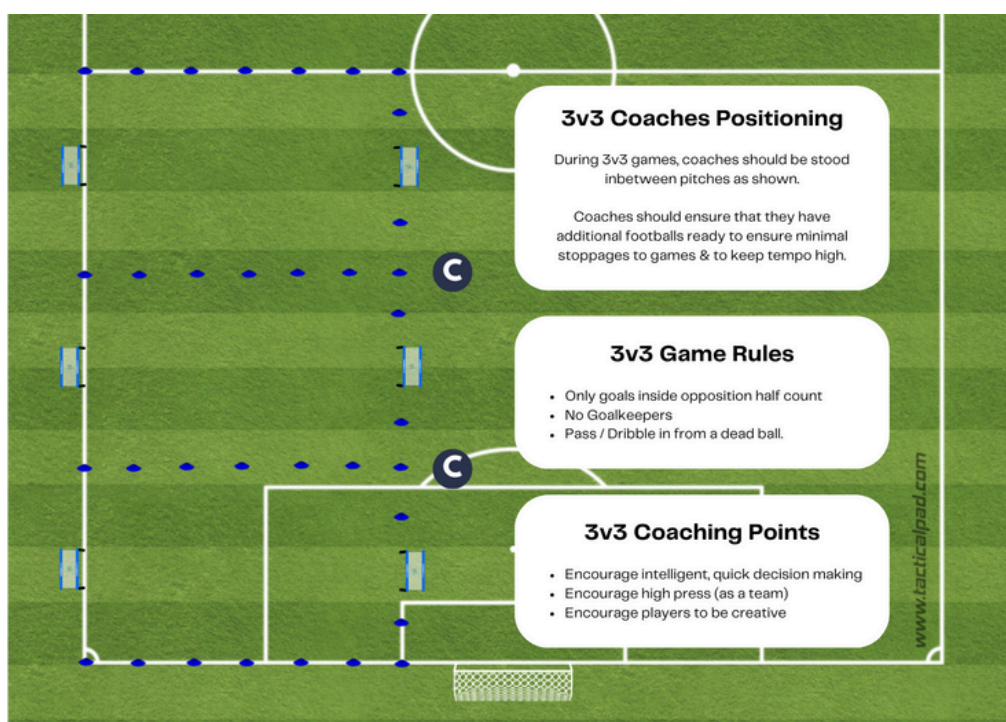 3v3 Coaches Positioning
During 3v3 games, coaches should be stood
inbetween pitches as shown.
Coaches should ensure that they have
additional footballs ready to ensure minimal
stoppages to games & to keep tempo high.
C
3v3 Game Rules
• Only goals inside opposition half count
• No Goalkeepers
• Pass / Dribble in from a dead ball.
C
3v3 Coaching Points
• Encourage intelligent, quick decision making
• Encourage high press (as a team)
• Encourage players to be creative
www.tacticalpad.com